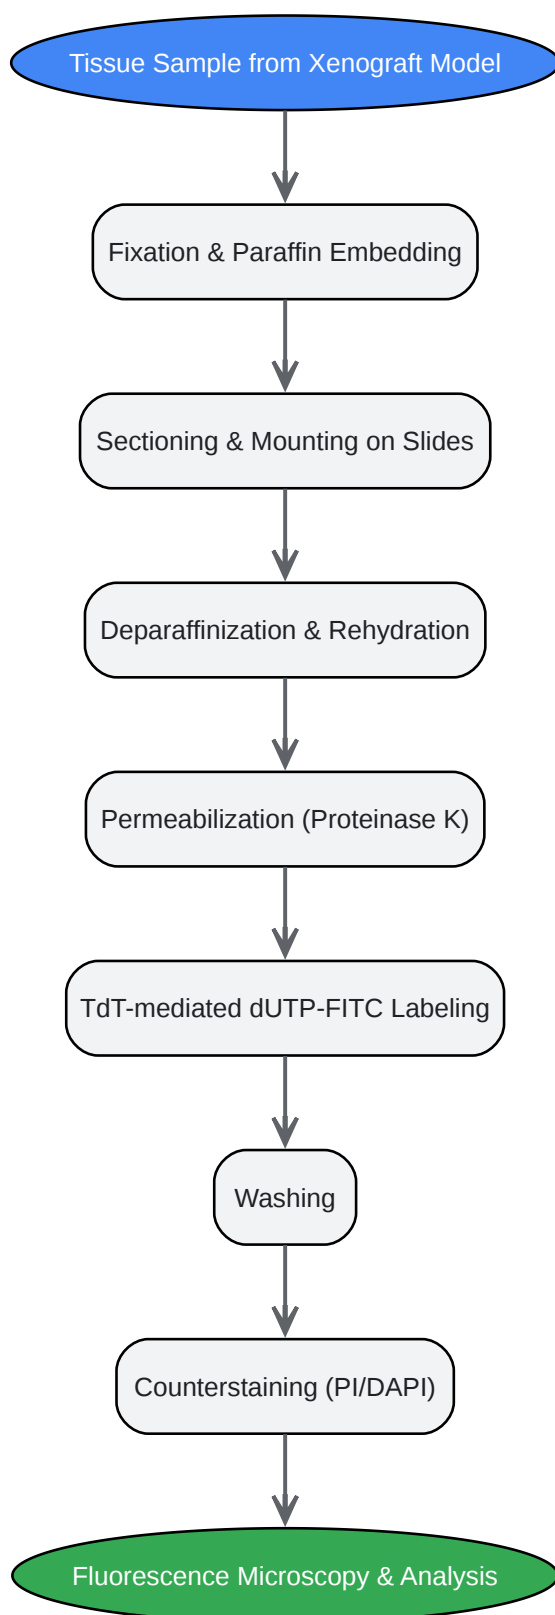 Tissue Sample from Xenograft Model
Fixation & Paraffin Embedding
Sectioning & Mounting on Slides
Deparaffinization & Rehydration
Permeabilization (Proteinase K)
TdT-mediated dUTP-FITC Labeling
Washing
Counterstaining (PI/DAPI)
Fluorescence Microscopy & Analysis